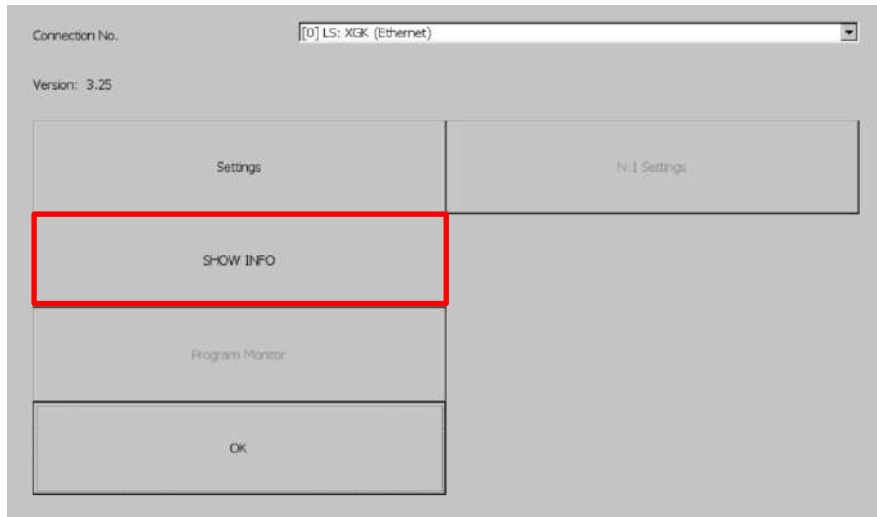 Connection No.
[0] LS: XGK (Ethernet)
Version: 3.25
Settings
N:1 Settings
SHOW INFO
Program Monitor
OK